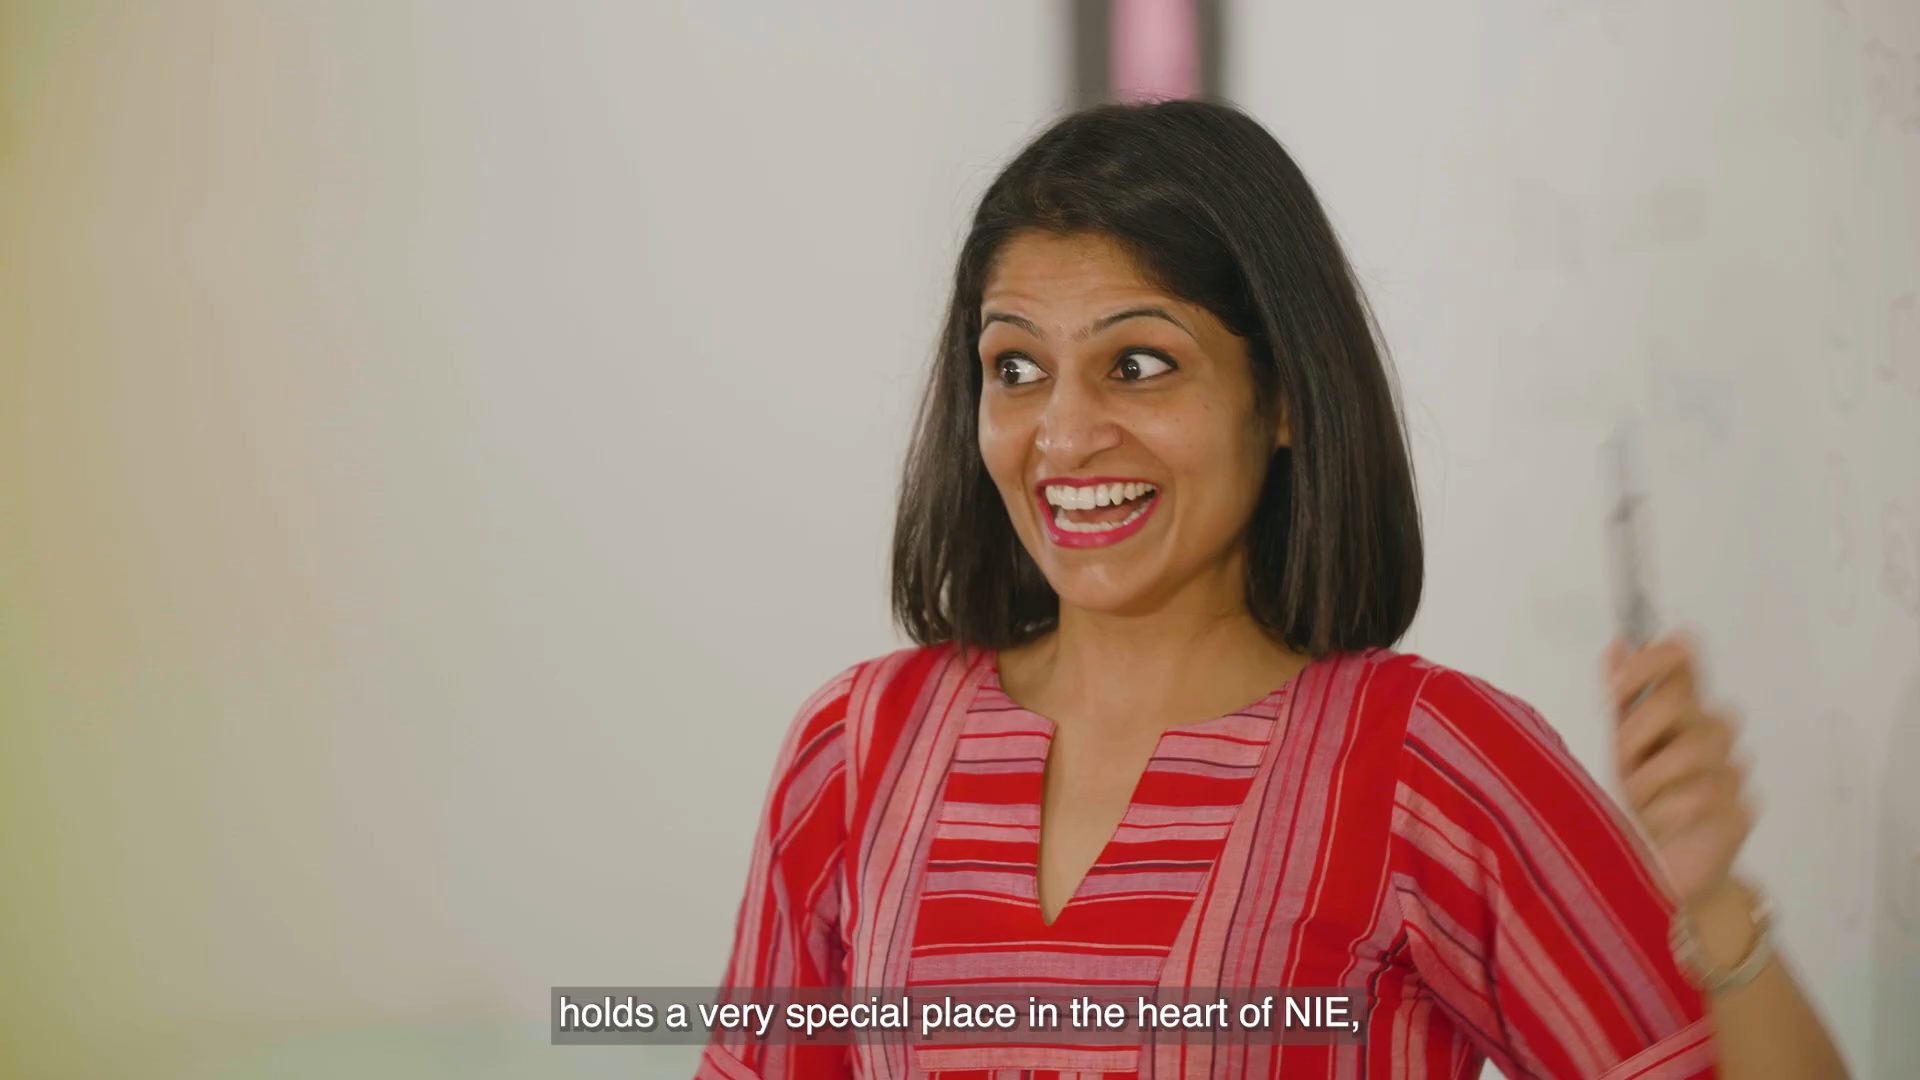 holds a very special place in the heart of NIE,